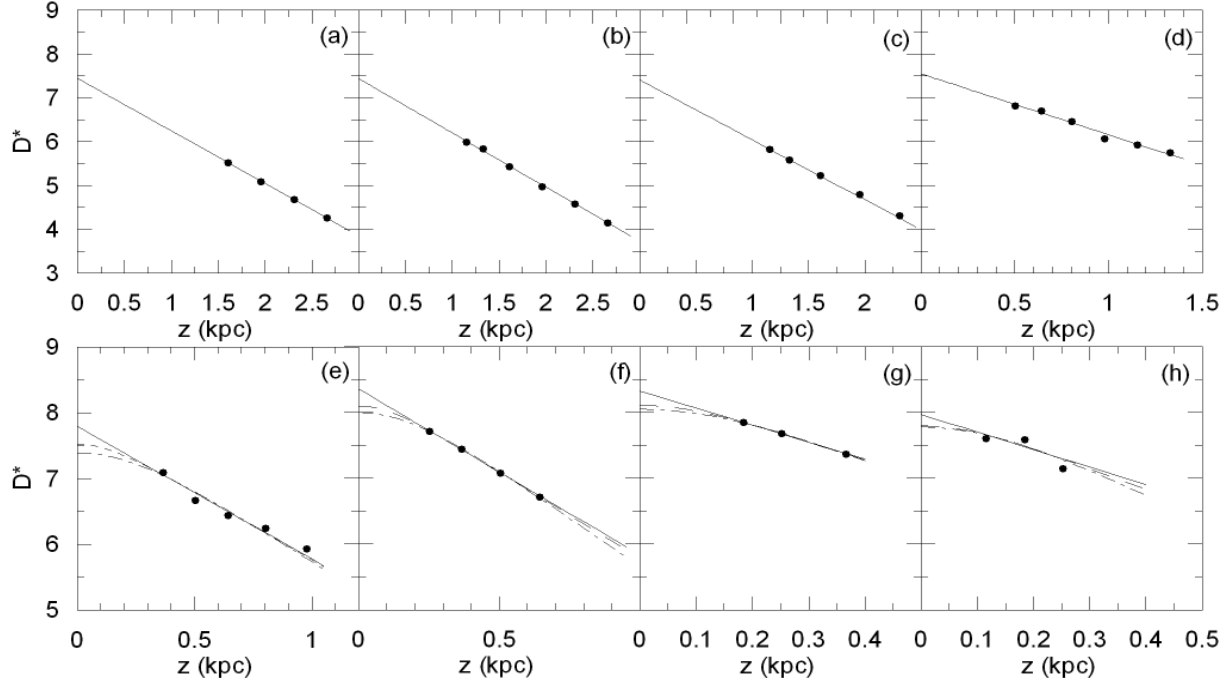 9
8
7
6
5
4
3
D*
(a)
(b)
(c)
(d)
0 0.5 1 1.5 2 2.5 0 0.5 1 1.5 2 2.5 0 0.5 1 1.5 2 0 0.5 1 1.5
z (kpc) z (kpc) z (kpc) z (kpc)
9
8
7
6
5
D*
(e)
(f)
(g)
(h)
0 0.5 1 0 0.5 0 0.1 0.2 0.3 0.4 0 0.1 0.2 0.3 0.4 0.5
z (kpc) z (kpc) z (kpc) z (kpc)